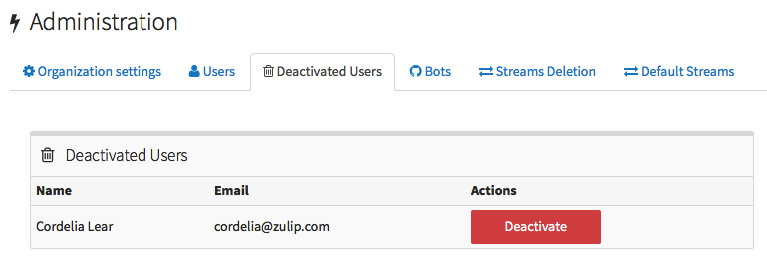 Administration
Organization settings Users Deactivated Users Bots Streams Deletion Default Streams
Deactivated Users
Name Email Actions
Cordelia Lear cordelia@zulip.com Deactivate